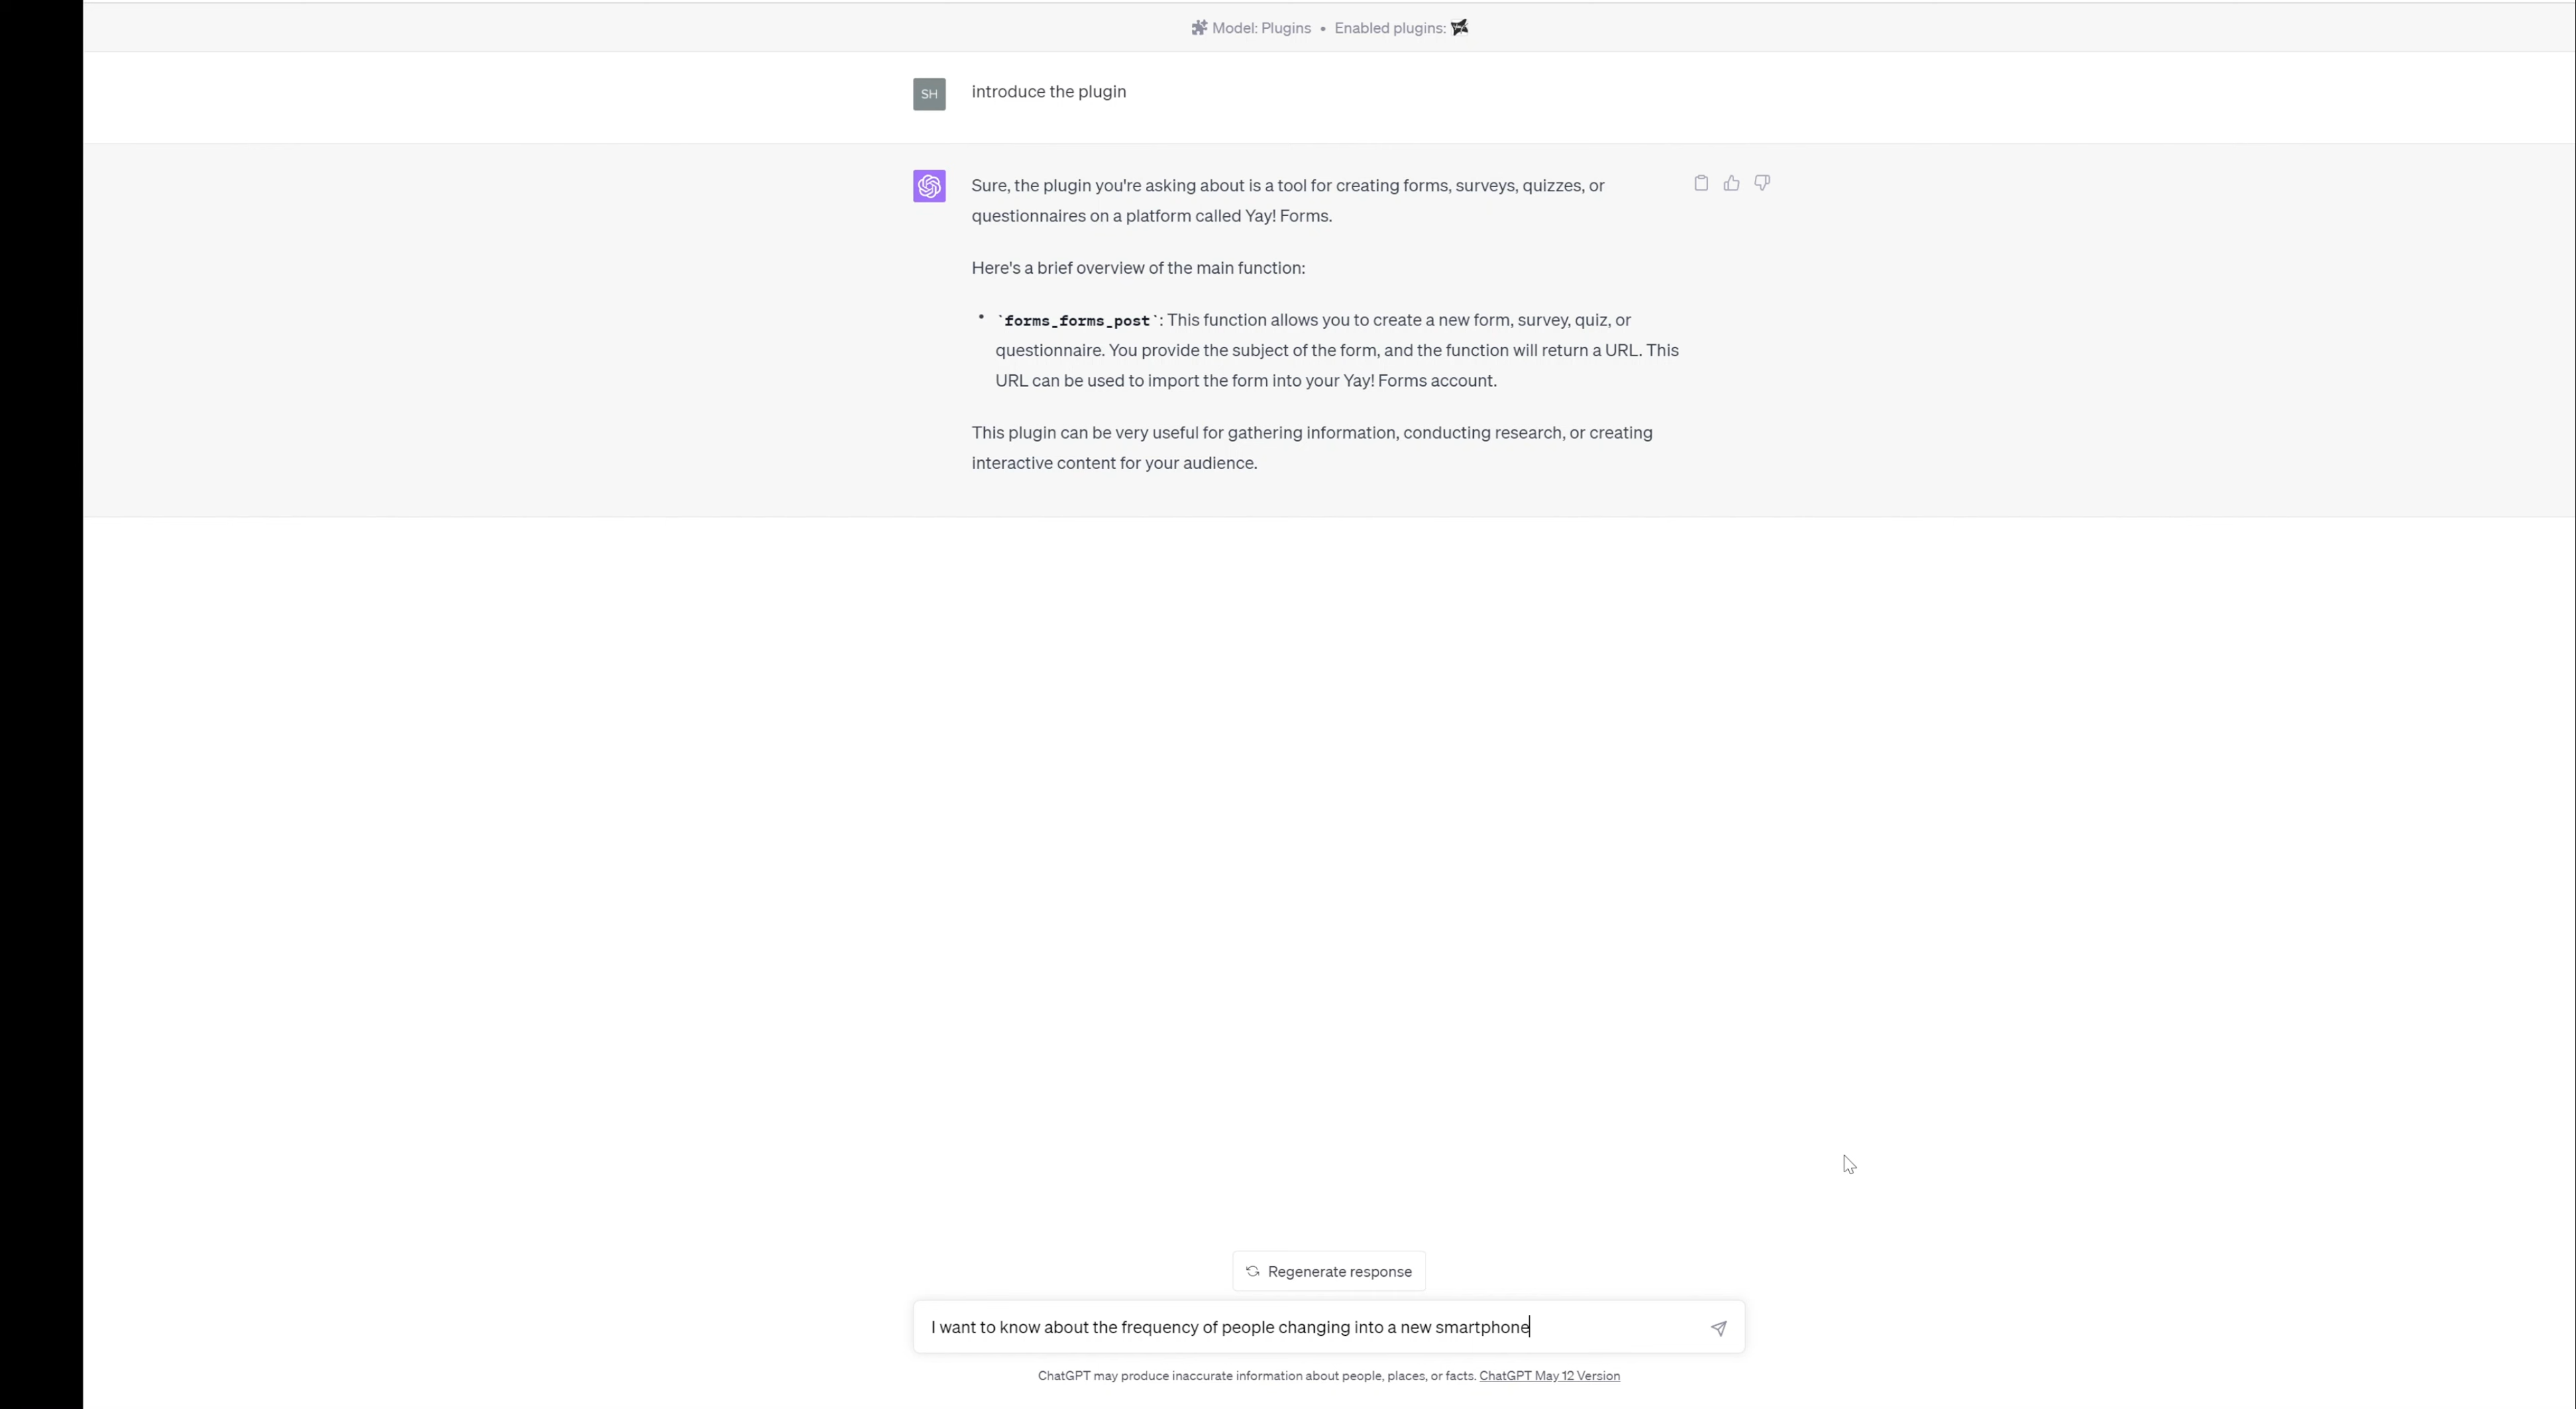 Model: Plugins • Enabled plugins:
SH
introduce the plugin
Sure, the plugin you're asking about is a tool for creating forms, surveys, quizzes, or
questionnaires on a platform called Yay! Forms.
Here's a brief overview of the main function:
• `forms_forms_post`: This function allows you to create a new form, survey, quiz, or
questionnaire. You provide the subject of the form, and the function will return a URL. This
URL can be used to import the form into your Yay! Forms account.
This plugin can be very useful for gathering information, conducting research, or creating
interactive content for your audience.
Regenerate response
I want to know about the frequency of people changing into a new smartphone
ChatGPT may produce inaccurate information about people, places, or facts. ChatGPT May 12 Version